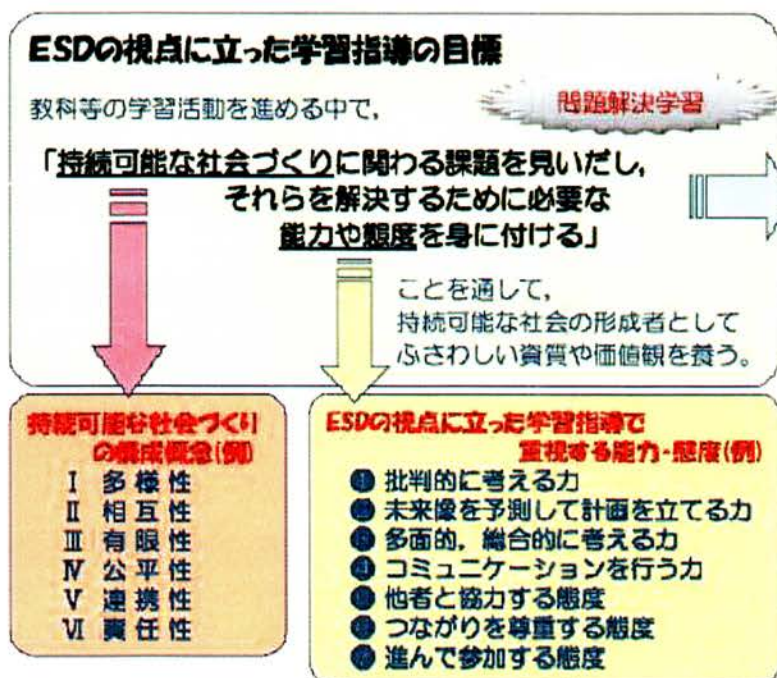 ESDの視点に立った学習指導の目標
問題解決学習
教科等の学習活動を進める中で,
「持続可能な社会づくりに関わる課題を見いだし,
それらを解決するために必要な
能力や態度を身に付ける」
ことを通して,
持続可能な社会の形成者として
ふさわしい資質や価値観を養う。
持続可能な社会づくり
の構成概念(例)
Ⅰ 多様性
Ⅱ 相互性
Ⅲ 有限性
Ⅳ 公平性
Ⅴ 連携性
Ⅵ 責任性
ESDの視点に立った学習指導で
重視する能力・態度(例)
❶ 批判的に考える力
❷ 未来像を予測して計画を立てる力
❸ 多面的,総合的に考える力
❹ コミュニケーションを行う力
❺ 他者と協力する態度
❻ つながりを尊重する態度
❼ 進んで参加する態度